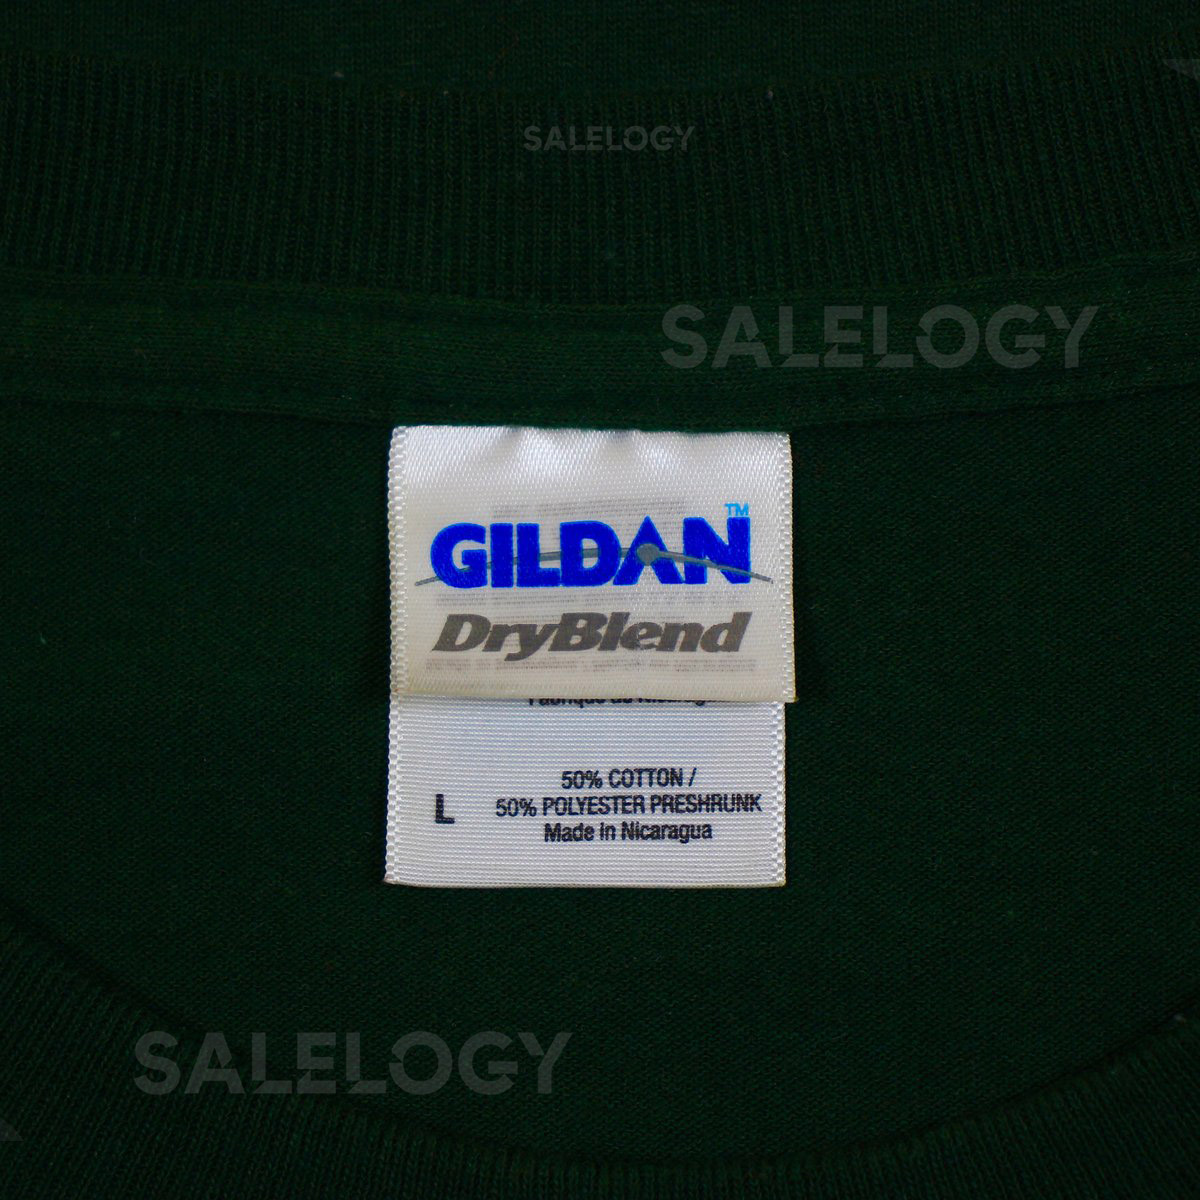 SALELOGY
SALELOGY
GILDAN™
DryBlend
50% COTTON /
L 50% POLYESTER PRESHRUNK
Made in Nicaragua
SALELOGY